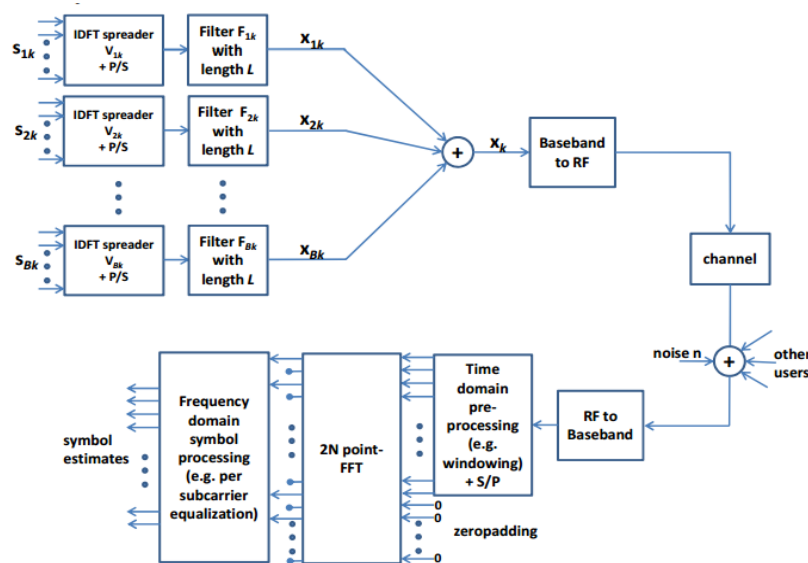 IDFT spreader
V1k
+ P/S
Filter F1k
with
length L
S1k
x1k
IDFT spreader
V2k
+ P/S
Filter F2k
with
length L
S2k
x2k
+
xk
Baseband
to RF
IDFT spreader
VBk
+ P/S
Filter FBk
with
length L
SBk
xBk
channel
noise n
+
other
users
RF to
Baseband
Time
domain
pre-
processing
(e.g.
windowing)
+ S/P
2N point-
FFT
Frequency
domain
symbol
processing
(e.g. per
subcarrier
equalization)
symbol
estimates
0
0
zeropadding
0